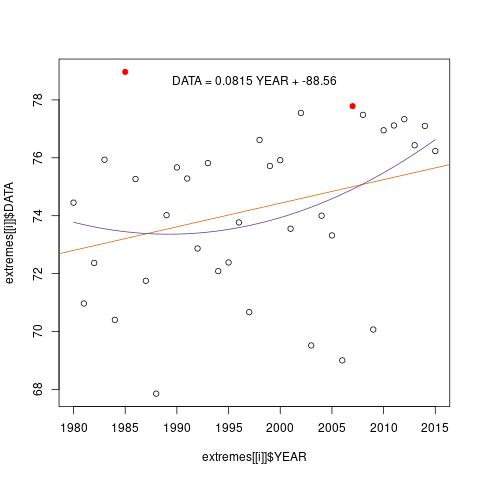 DATA = 0.0815 YEAR + -88.56
78
76
74
72
70
68
extremes[[i]]$DATA
1980 1985 1990 1995 2000 2005 2010 2015
extremes[[i]]$YEAR